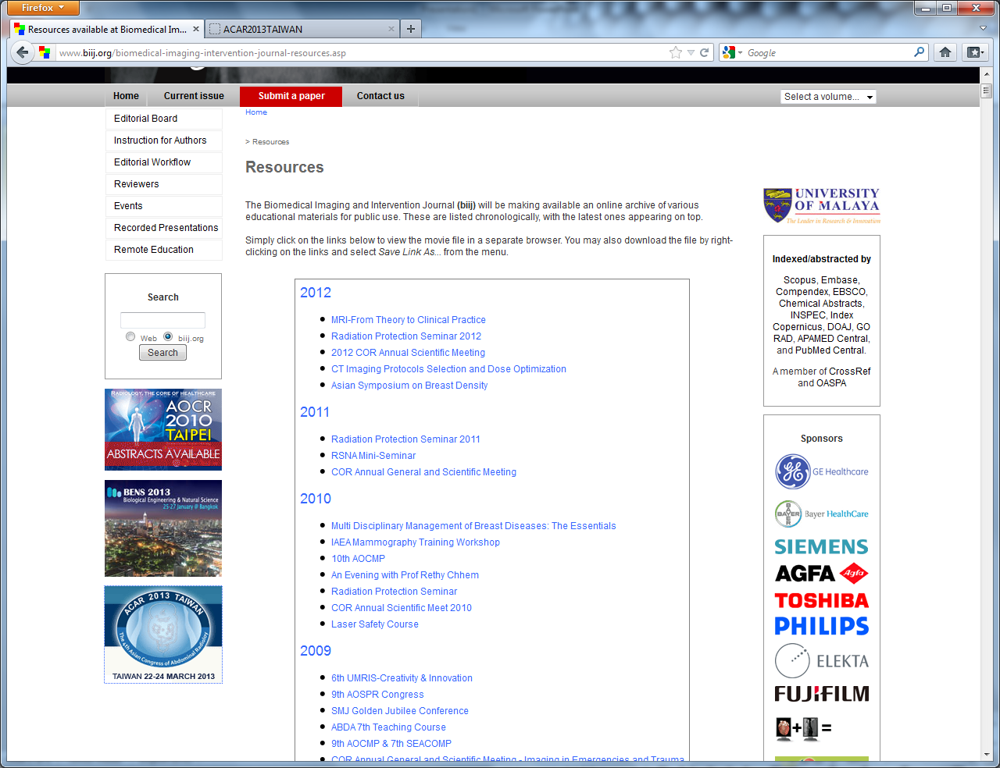 Firefox
Resources available at Biomedical Im...
ACAR2013TAIWAN
www.biij.org/biomedical-imaging-intervention-journal-resources.asp
Google
Home
Current issue
Submit a paper
Contact us
Select a volume...
Editorial Board
Instruction for Authors
Editorial Workflow
Reviewers
Events
Recorded Presentations
Remote Education
Search
Web
biij.org
Search
RADIOLOGY, THE CORE OF HEALTHCARE
AOCR
2010
TAIPEI
ABSTRACTS AVAILABLE
BENS 2013
Biological Engineering & Natural Science
25-27 January @ Bangkok
ACAR 2013 TAIWAN
The 4th Asian Congress of Abdominal Radiology
TAIWAN 22-24 MARCH 2013
Home
> Resources
Resources
The Biomedical Imaging and Intervention Journal (biij) will be making available an online archive of various
educational materials for public use. These are listed chronologically, with the latest ones appearing on top.
Simply click on the links below to view the movie file in a separate browser. You may also download the file by right-
clicking on the links and select Save Link As... from the menu.
2012
MRI-From Theory to Clinical Practice
Radiation Protection Seminar 2012
2012 COR Annual Scientific Meeting
CT Imaging Protocols Selection and Dose Optimization
Asian Symposium on Breast Density
2011
Radiation Protection Seminar 2011
RSNA Mini-Seminar
COR Annual General and Scientific Meeting
2010
Multi Disciplinary Management of Breast Diseases: The Essentials
IAEA Mammography Training Workshop
10th AOCMP
An Evening with Prof Rethy Chhem
Radiation Protection Seminar
COR Annual Scientific Meet 2010
Laser Safety Course
2009
6th UMRIS-Creativity & Innovation
9th AOSPR Congress
SMJ Golden Jubilee Conference
ABDA 7th Teaching Course
9th AOCMP & 7th SEACOMP
COR Annual General and Scientific Meeting - Imaging in Emergencies and Trauma
UNIVERSITY
OF MALAYA
The Leader in Research & Innovation
Indexed/abstracted by
Scopus, Embase,
Compendex, EBSCO,
Chemical Abstracts,
INSPEC, Index
Copernicus, DOAJ, GO
RAD, APAMED Central,
and PubMed Central.
A member of CrossRef
and OASPA
Sponsors
GE Healthcare
BAYER
Bayer HealthCare
SIEMENS
AGFA
Agfa
TOSHIBA
PHILIPS
ELEKTA
FUJIFILM
+ =